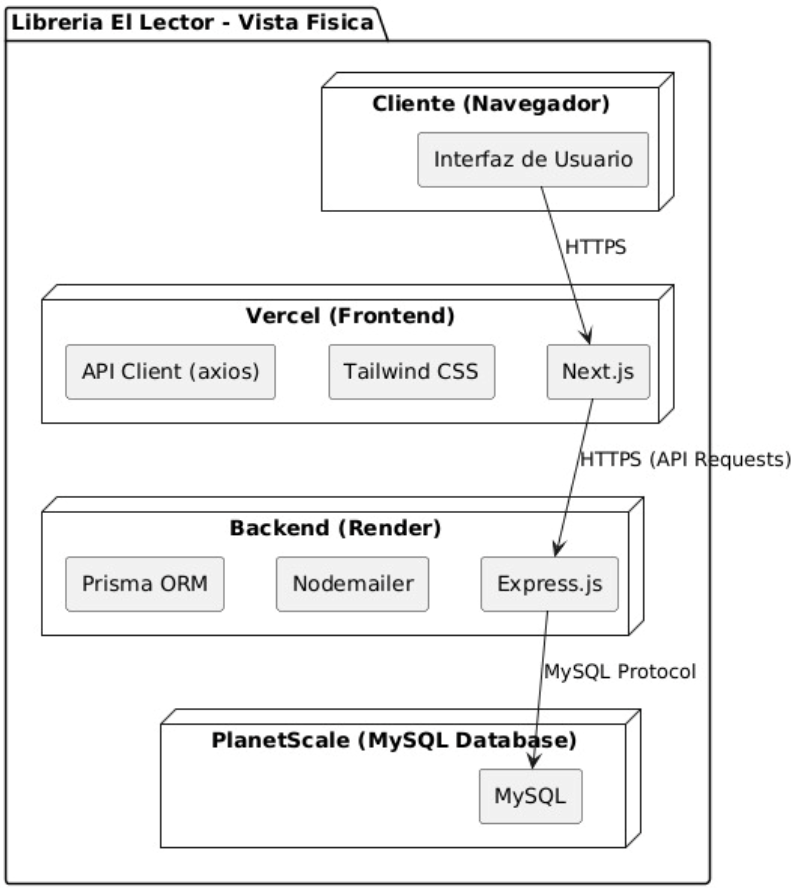 Libreria El Lector - Vista Fisica
Cliente (Navegador)
Interfaz de Usuario
HTTPS
Vercel (Frontend)
API Client (axios)
Tailwind CSS
Next.js
HTTPS (API Requests)
Backend (Render)
Prisma ORM
Nodemailer
Express.js
MySQL Protocol
PlanetScale (MySQL Database)
MySQL